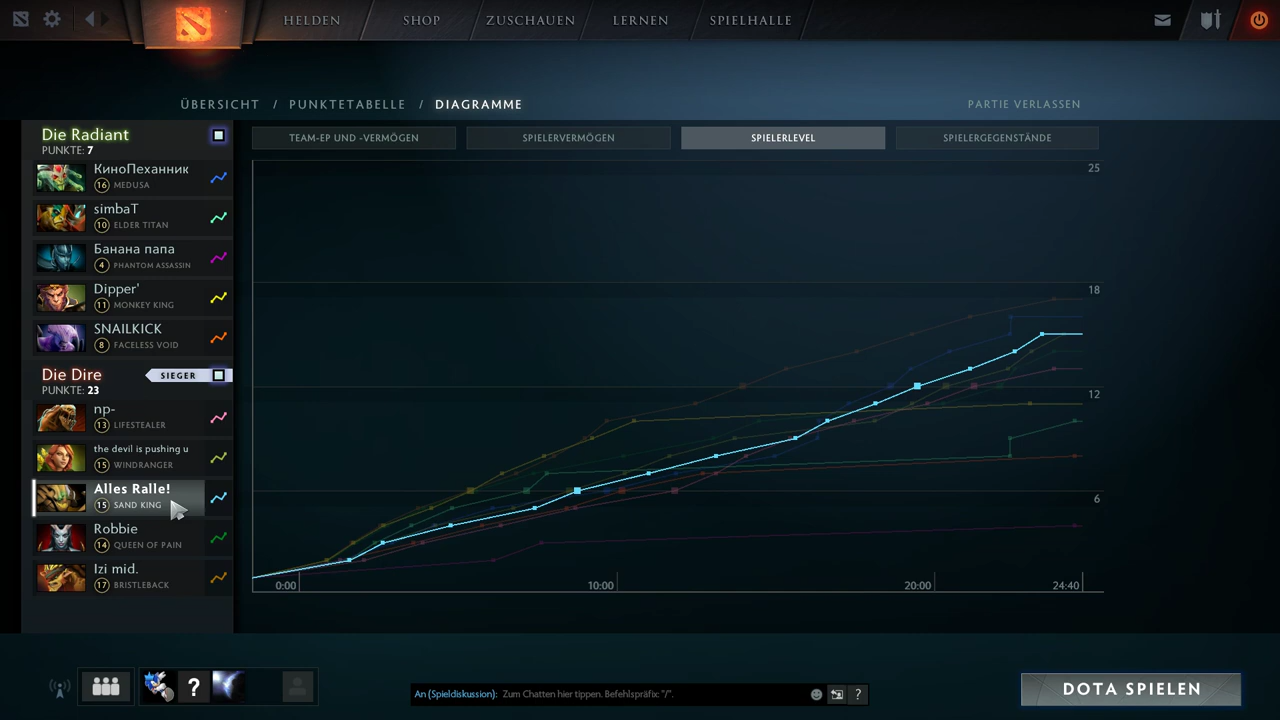 HELDEN
SHOP
ZUSCHAUEN
LERNEN
SPIELHALLE
ÜBERSICHT / PUNKTETABELLE / DIAGRAMME
PARTIE VERLASSEN
Die Radiant
PUNKTE: 7
TEAM-EP UND -VERMÖGEN
SPIELERVERMÖGEN
SPIELERLEVEL
SPIELERGEGENSTÄNDE
КиноПеханник
16 MEDUSA
simbaT
10 ELDER TITAN
Банана папа
4 PHANTOM ASSASSIN
Dipper'
11 MONKEY KING
SNAILKICK
8 FACELESS VOID
Die Dire
SIEGER
PUNKTE: 23
np-
13 LIFESTEALER
the devil is pushing u
15 WINDRANGER
Alles Ralle!
15 SAND KING
Robbie
14 QUEEN OF PAIN
Izi mid.
17 BRISTLEBACK
25
18
12
6
0:00
10:00
20:00
24:40
?
An (Spieldiskussion): Zum Chatten hier tippen. Befehlspräfix: "/".
?
DOTA SPIELEN